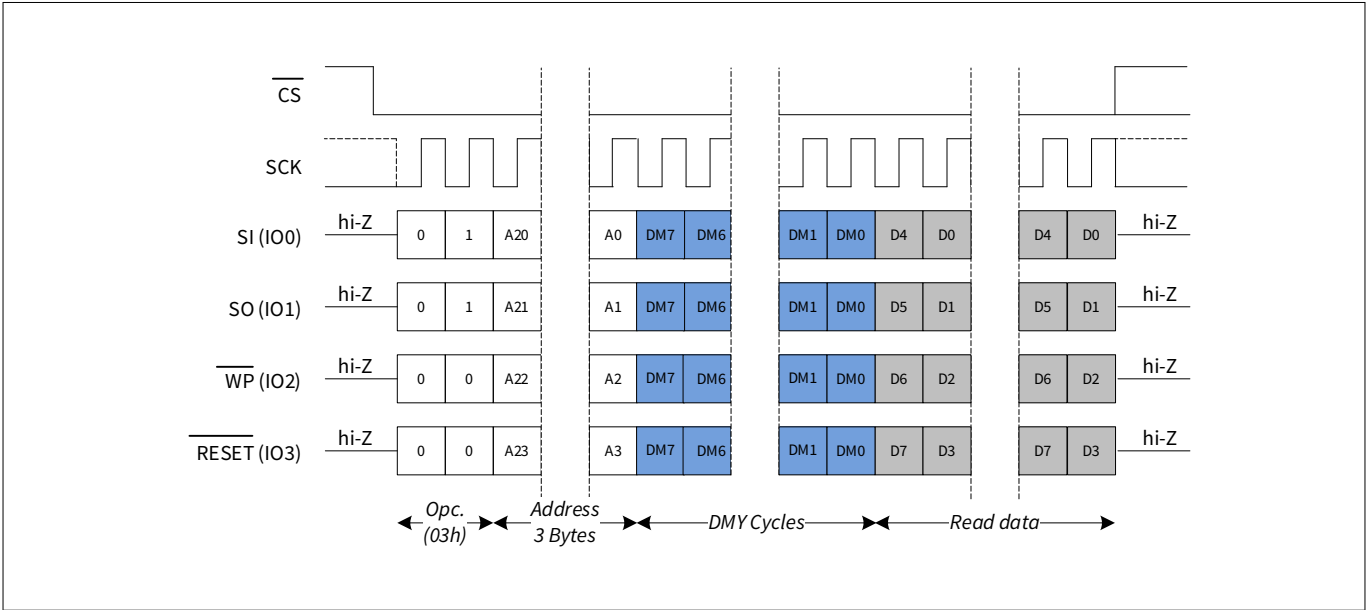 CS
SCK
SI (IO0) hi-Z 0 1 A20 A0 DM7 DM6 DM1 DM0 D4 D0 D4 D0 hi-Z
SO (IO1) hi-Z 0 1 A21 A1 DM7 DM6 DM1 DM0 D5 D1 D5 D1 hi-Z
WP (IO2) hi-Z 0 0 A22 A2 DM7 DM6 DM1 DM0 D6 D2 D6 D2 hi-Z
RESET (IO3) hi-Z 0 0 A23 A3 DM7 DM6 DM1 DM0 D7 D3 D7 D3 hi-Z
Opc. (03h)
Address 3 Bytes
DMY Cycles
Read data